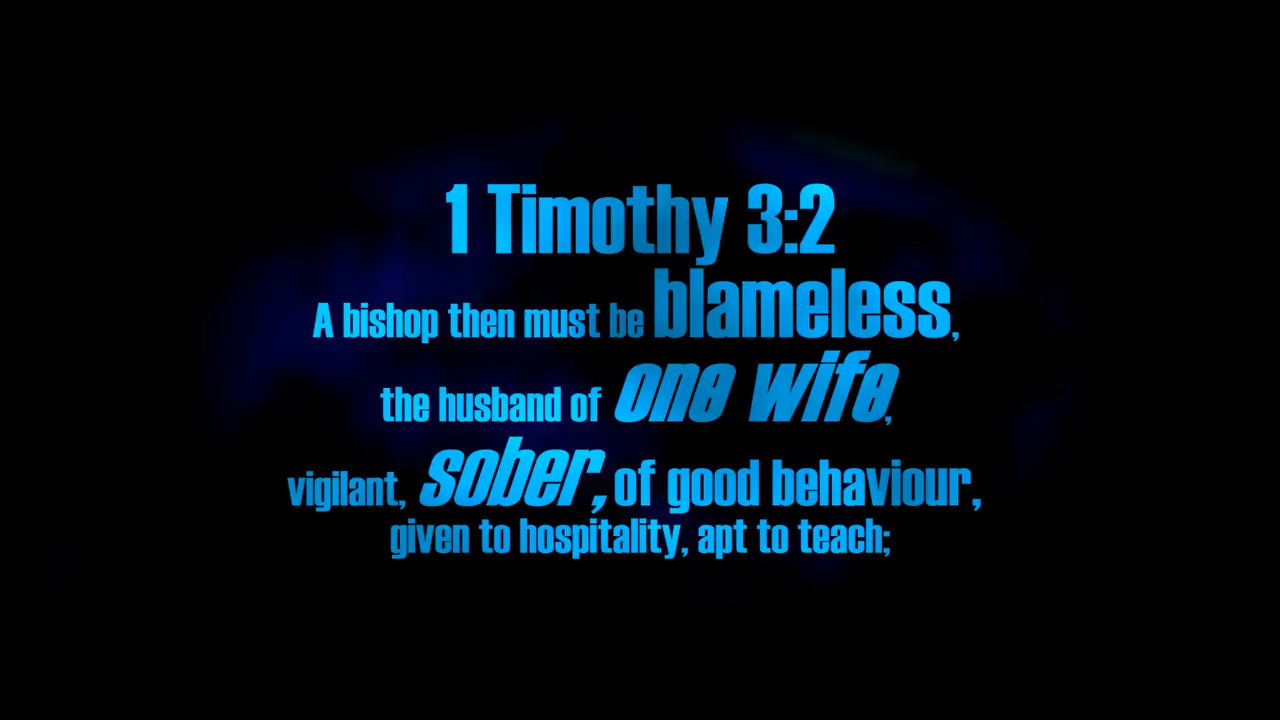 1 Timothy 3:2
A bishop then must be blameless,
the husband of one wife,
vigilant, sober, of good behaviour,
given to hospitality, apt to teach;